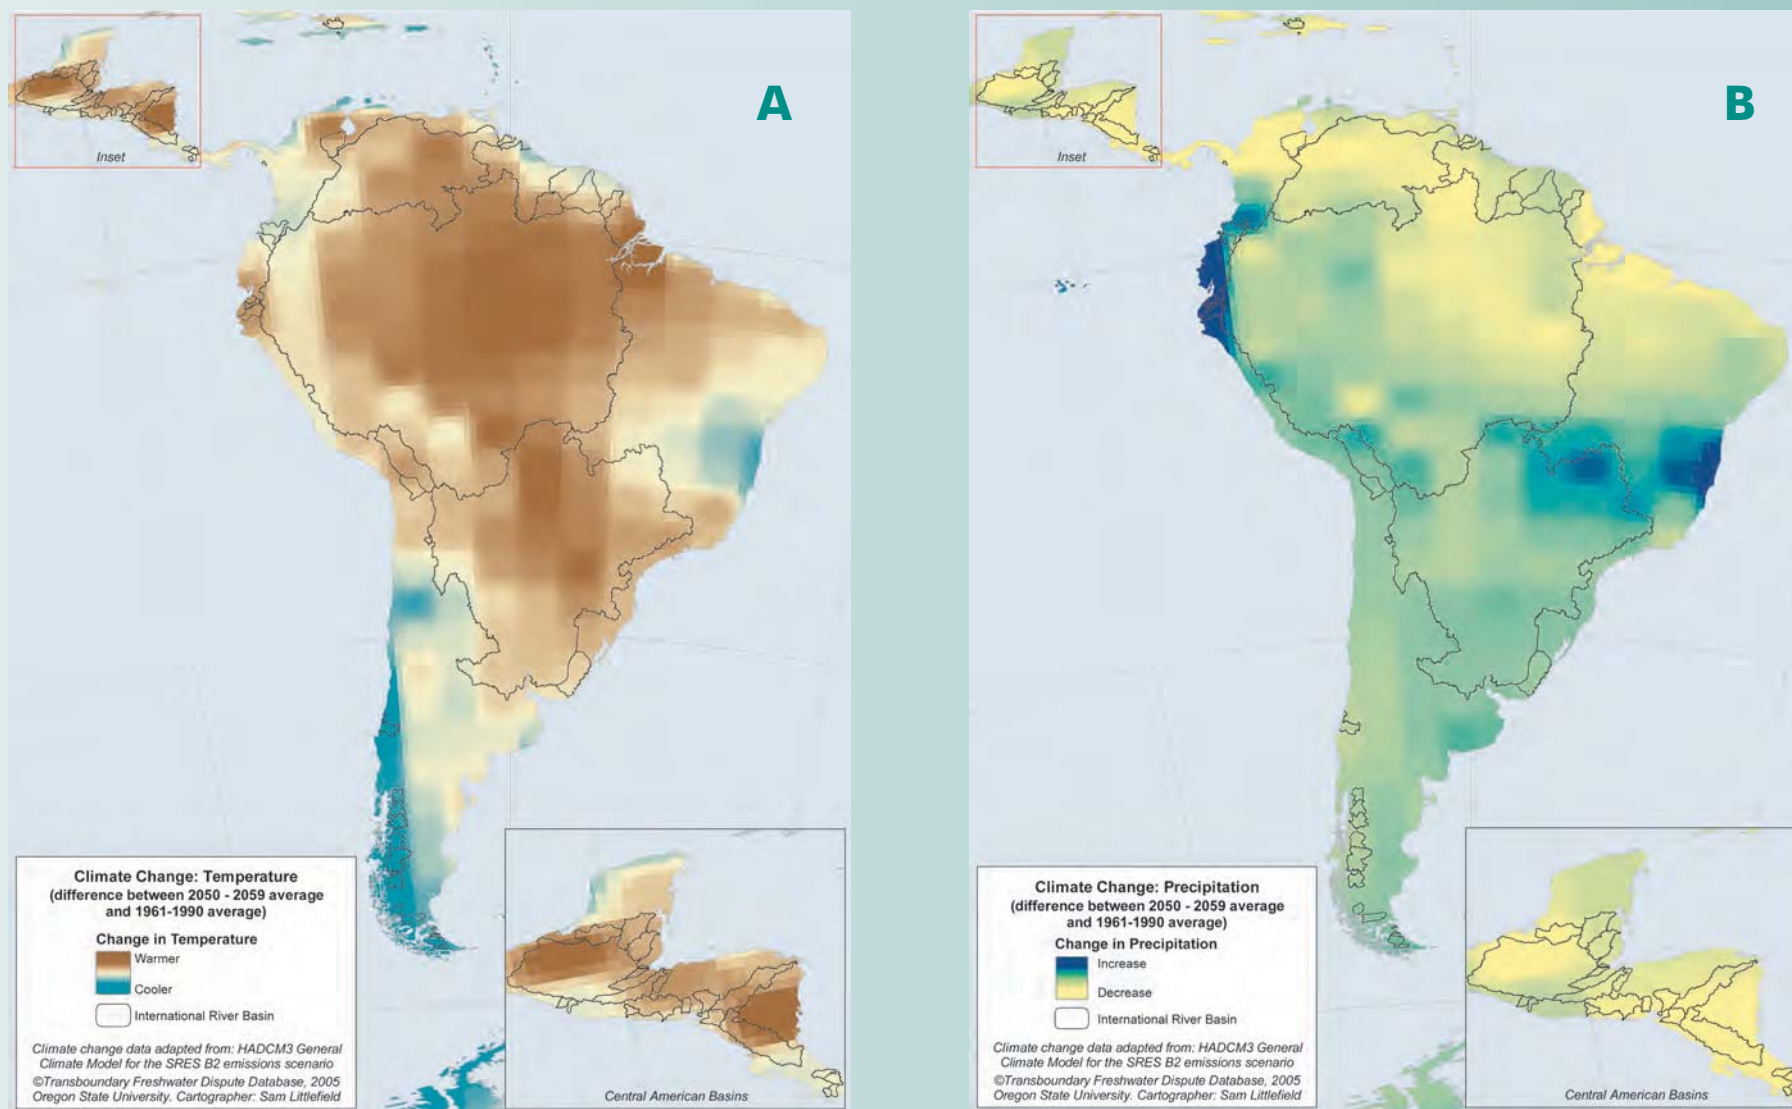 A
Inset
Climate Change: Temperature
(difference between 2050 - 2059 average
and 1961-1990 average)
Change in Temperature
Warmer
Cooler
International River Basin
Climate change data adapted from: HADCM3 General
Climate Model for the SRES B2 emissions scenario
©Transboundary Freshwater Dispute Database, 2005
Oregon State University. Cartographer: Sam Littlefield
Central American Basins
B
Inset
Climate Change: Precipitation
(difference between 2050 - 2059 average
and 1961-1990 average)
Change in Precipitation
Increase
Decrease
International River Basin
Climate change data adapted from: HADCM3 General
Climate Model for the SRES B2 emissions scenario
©Transboundary Freshwater Dispute Database, 2005
Oregon State University. Cartographer: Sam Littlefield
Central American Basins